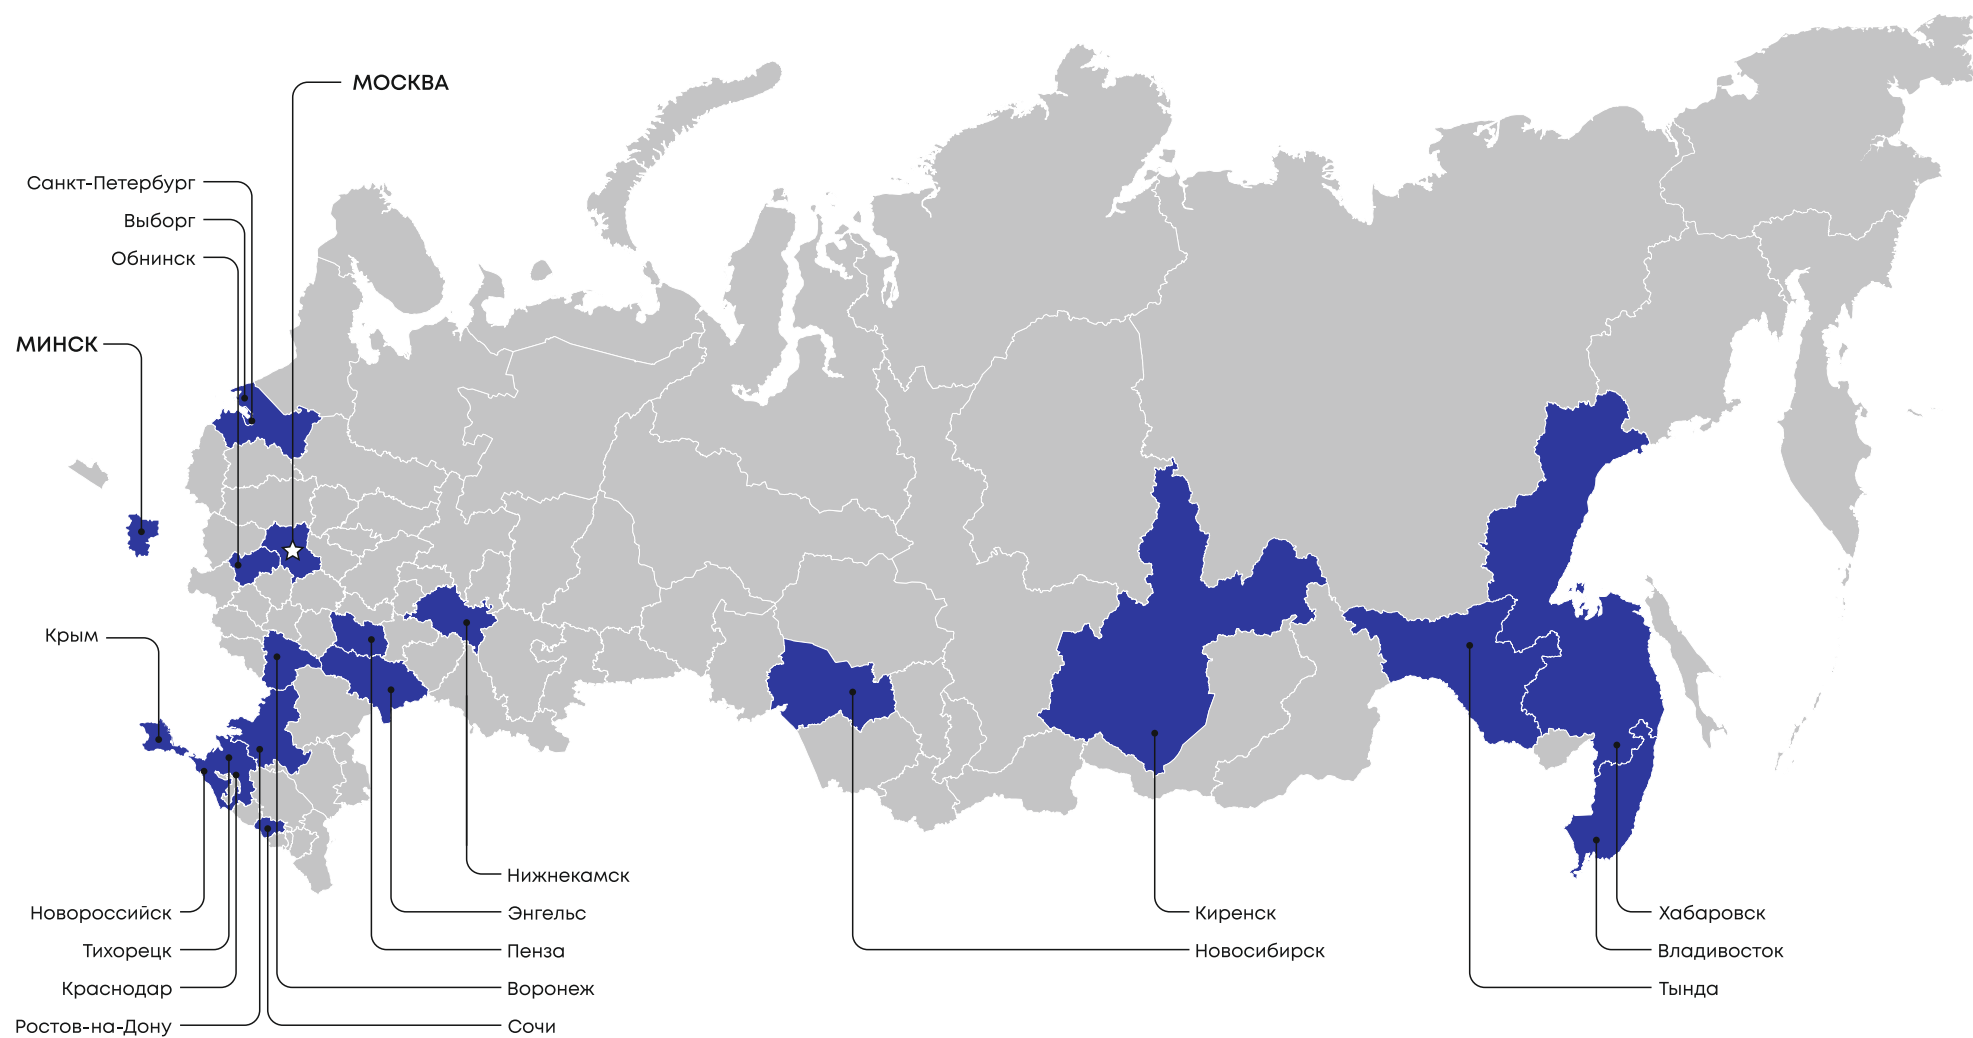 МОСКВА
Санкт-Петербург
Выборг
Обнинск
МИНСК
Крым
Нижнекамск
Новороссийск
Энгельс
Киренск
Хабаровск
Тихорецк
Пенза
Новосибирск
Владивосток
Краснодар
Воронеж
Тында
Ростов-на-Дону
Сочи